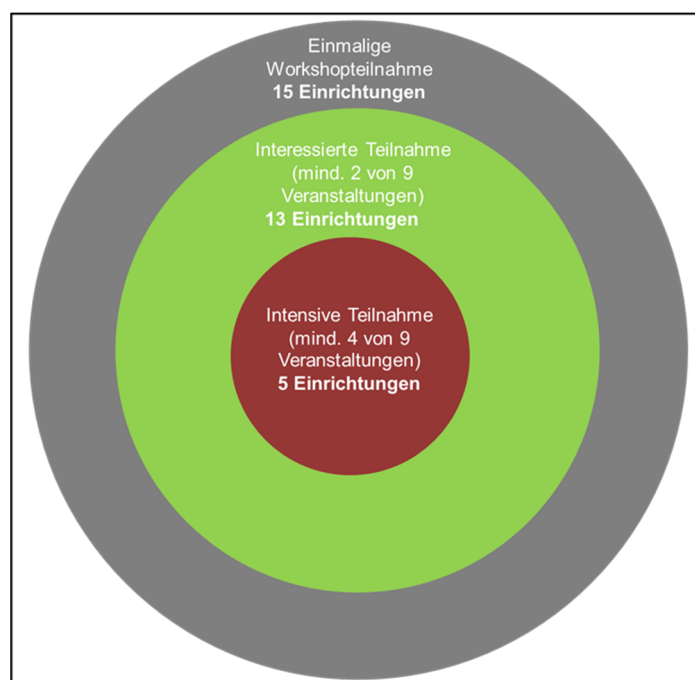 Einmalige
Workshopteilnahme
15 Einrichtungen
Interessierte Teilnahme
(mind. 2 von 9
Veranstaltungen)
13 Einrichtungen
Intensive Teilnahme
(mind. 4 von 9
Veranstaltungen)
5 Einrichtungen